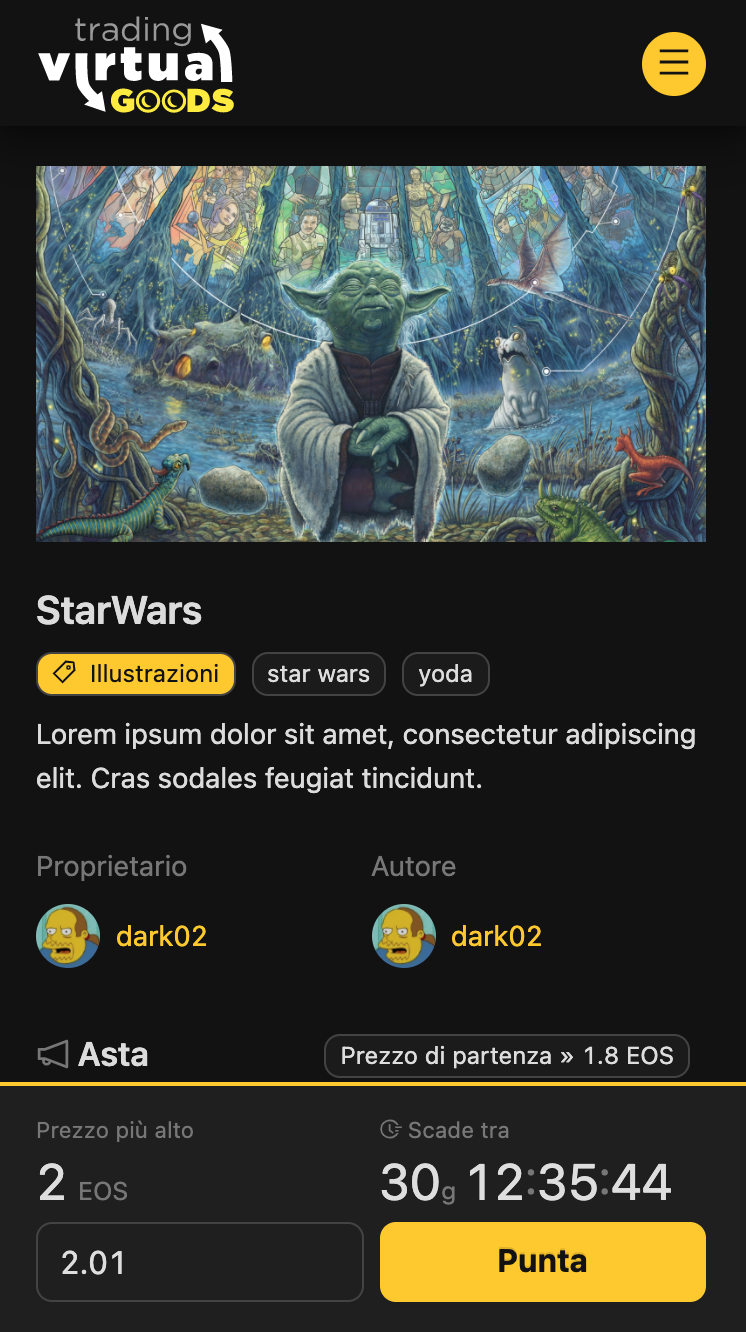 trading
virtual
GOODS
StarWars
Illustrazioni
star wars
yoda
Lorem ipsum dolor sit amet, consectetur adipiscing
elit. Cras sodales feugiat tincidunt.
Proprietario
Autore
dark02
dark02
Asta
Prezzo di partenza » 1.8 EOS
Prezzo più alto
Scade tra
2 EOS
30g 12:35:44
2.01
Punta